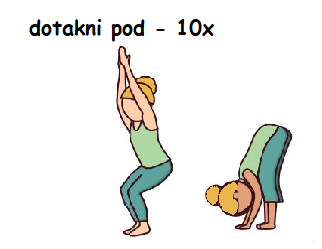 dotakni pod - 10x